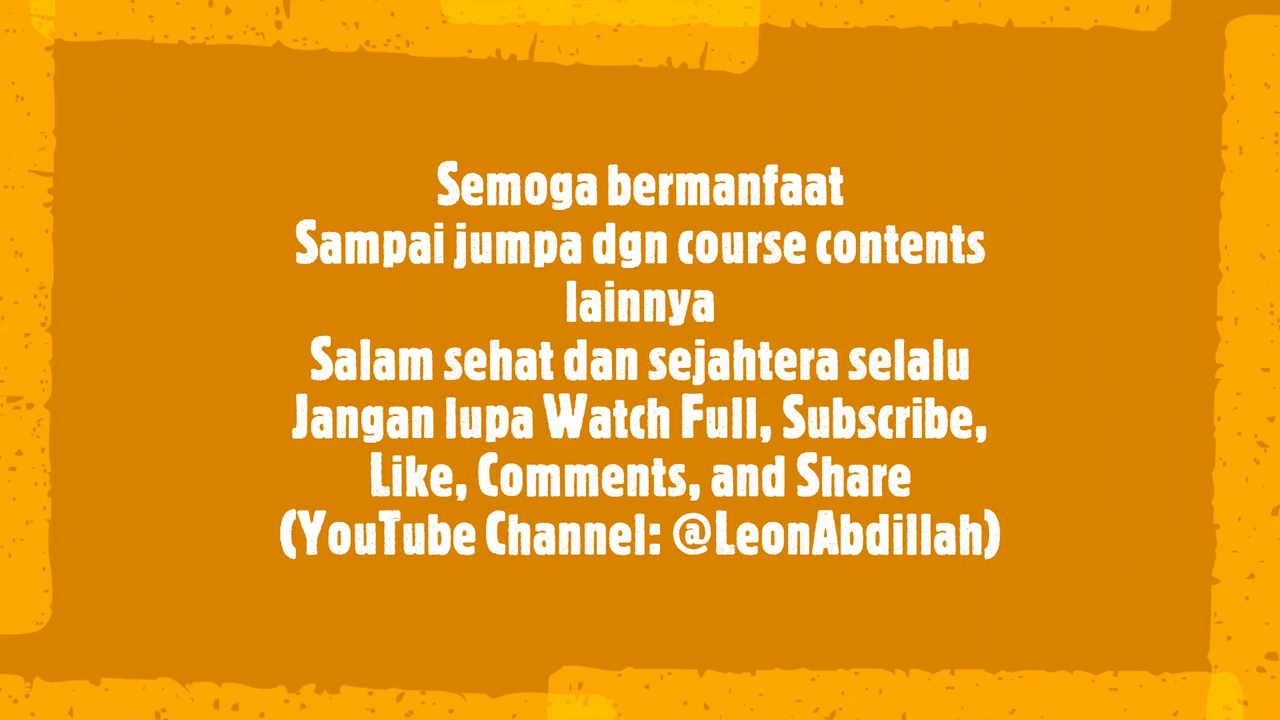 Semoga bermanfaat
Sampai jumpa dgn course contents
lainnya
Salam sehat dan sejahtera selalu
Jangan lupa Watch Full, Subscribe,
Like, Comments, and Share
(YouTube Channel: @LeonAbdillah)